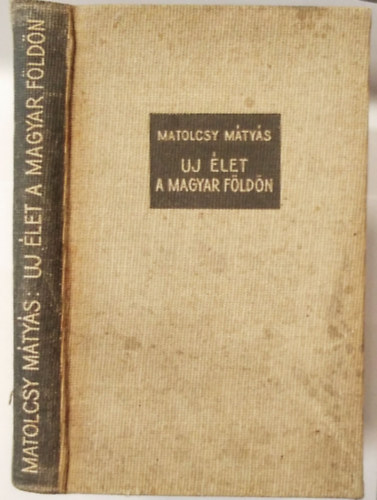 MATOLCSY MÁTYÁS: UJ ÉLET A MAGYAR FÖLDÖN
MATOLCSY MÁTYÁS
UJ ÉLET
A MAGYAR FÖLDÖN